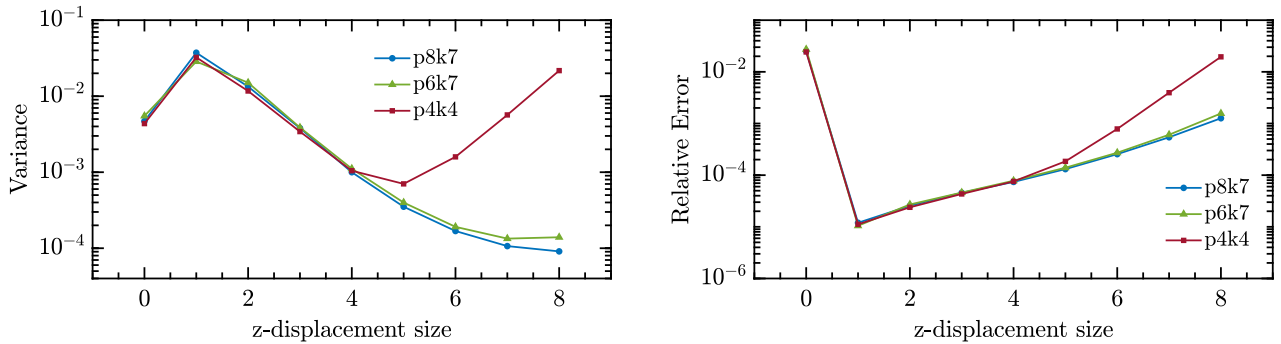 10⁻¹
10⁻²
10⁻³
10⁻⁴
Variance
p8k7
p6k7
p4k4
0 2 4 6 8
z-displacement size
10⁻²
10⁻⁴
10⁻⁶
Relative Error
p8k7
p6k7
p4k4
0 2 4 6 8
z-displacement size